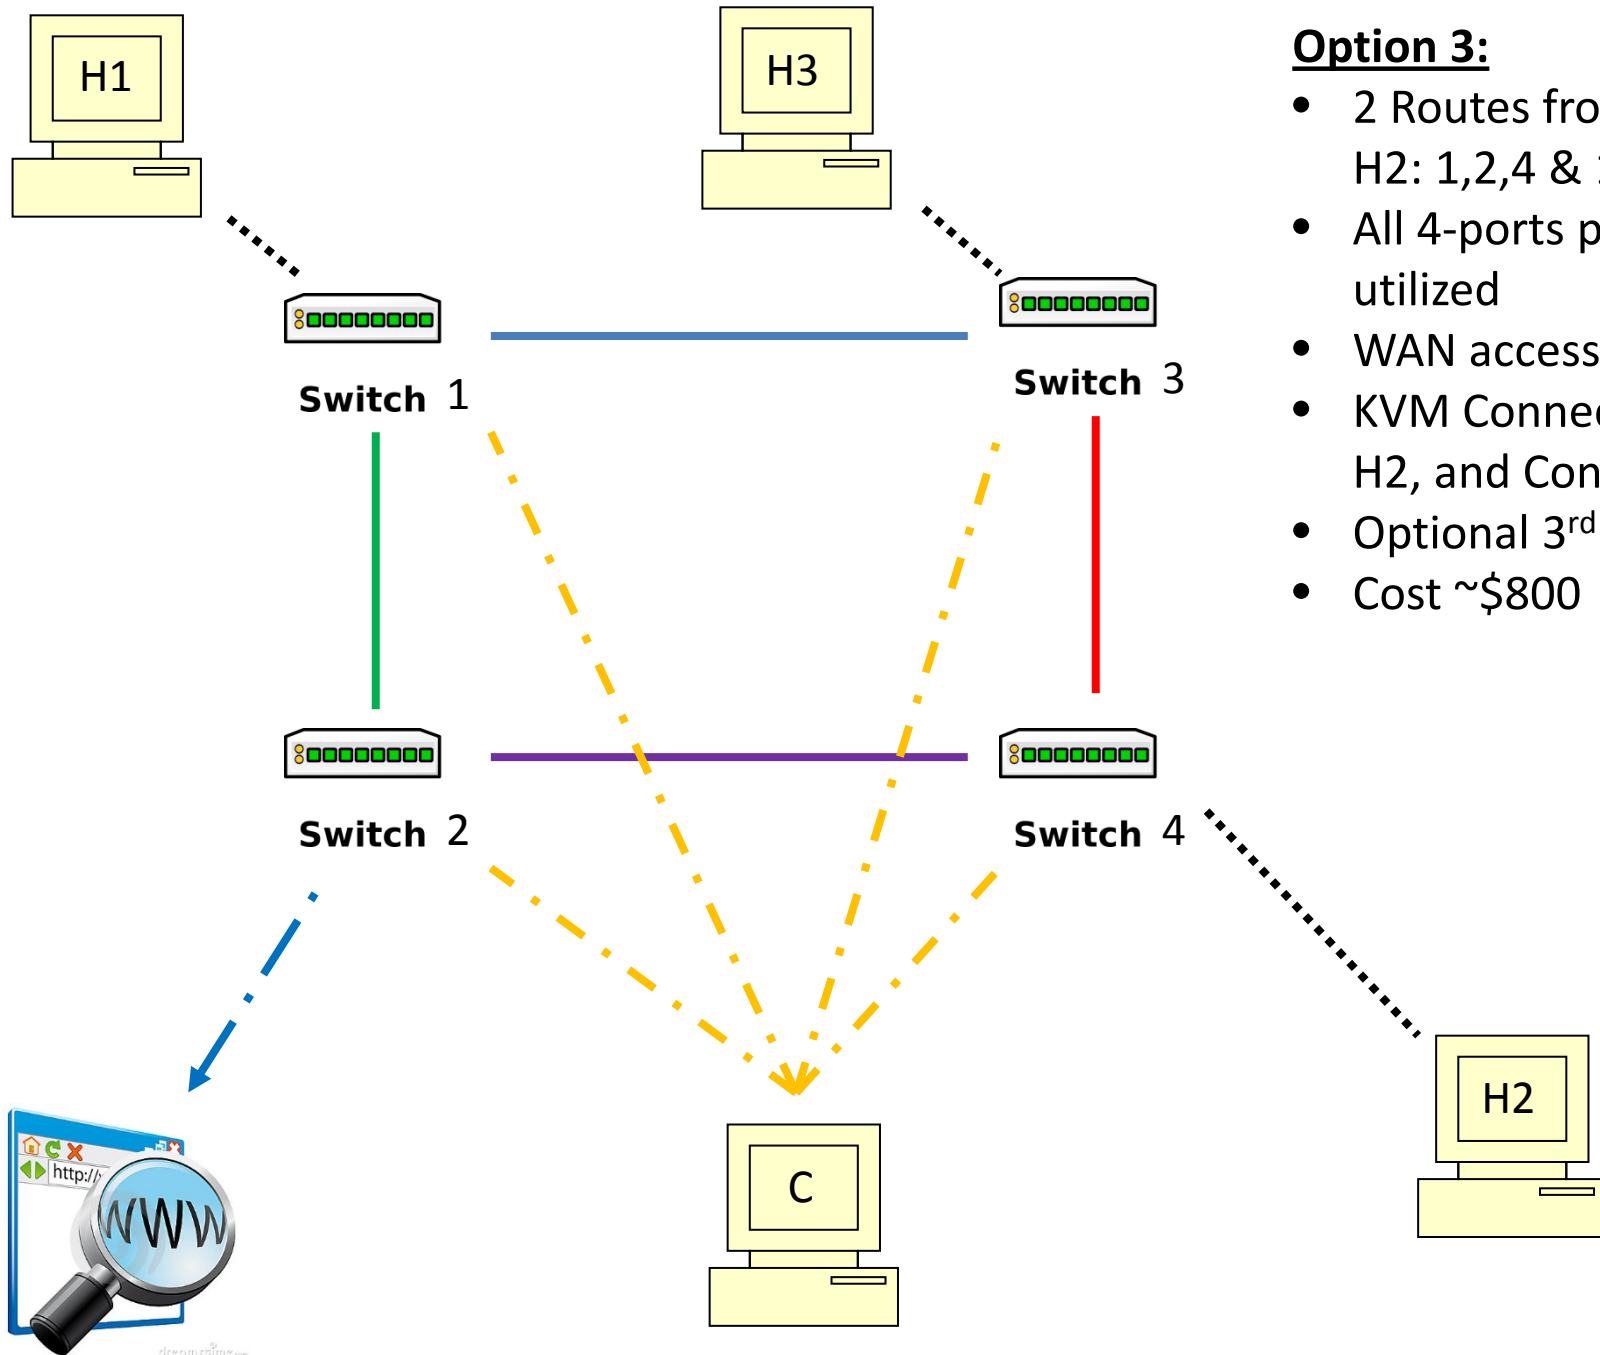 H1
H3
Option 3:
• 2 Routes fro
H2: 1,2,4 &
• All 4-ports p
utilized
• WAN access
• KVM Connec
H2, and Con
• Optional 3rd
• Cost ~$800
Switch 1
Switch 3
Switch 2
Switch 4
http://
WWW
C
H2